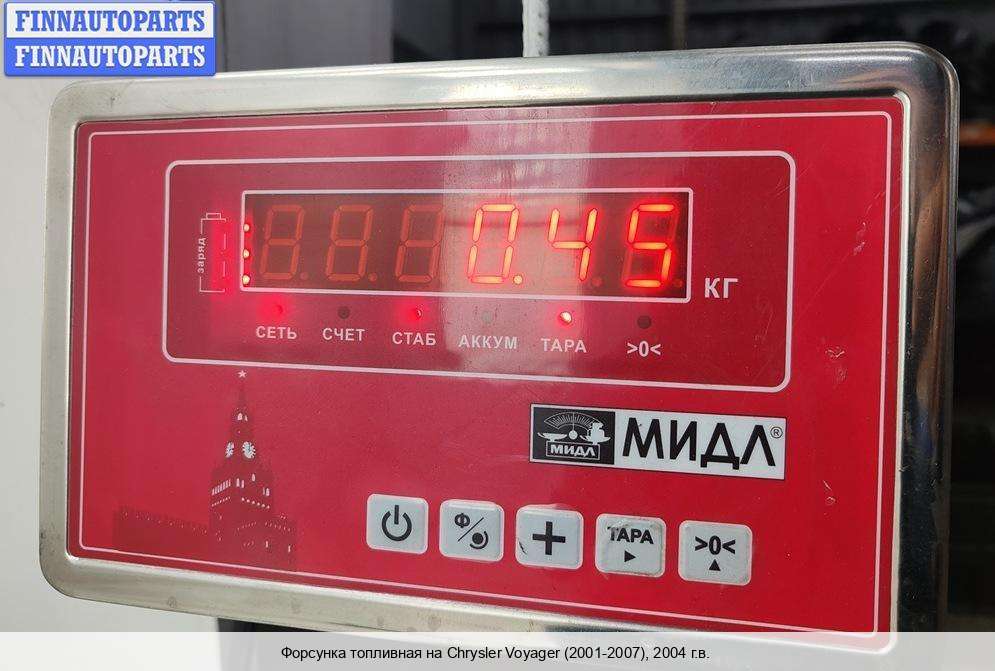 FINNAUTOPARTS
FINNAUTOPARTS
заряд
0.45
КГ
СЕТЬ СЧЕТ СТАБ АККУМ ТАРА >0<
МИДЛ МИДЛ®
Ф ТАРА >0<
Форсунка топливная на Chrysler Voyager (2001-2007), 2004 г.в.